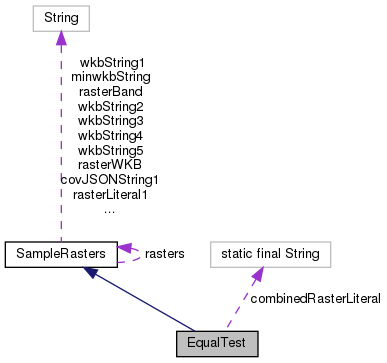 String
wkbString1
minwkbString
rasterBand
wkbString2
wkbString3
wkbString4
wkbString5
rasterWKB
covJSONString1
rasterLiteral1
...
SampleRasters
rasters
static final String
combinedRasterLiteral
EqualTest